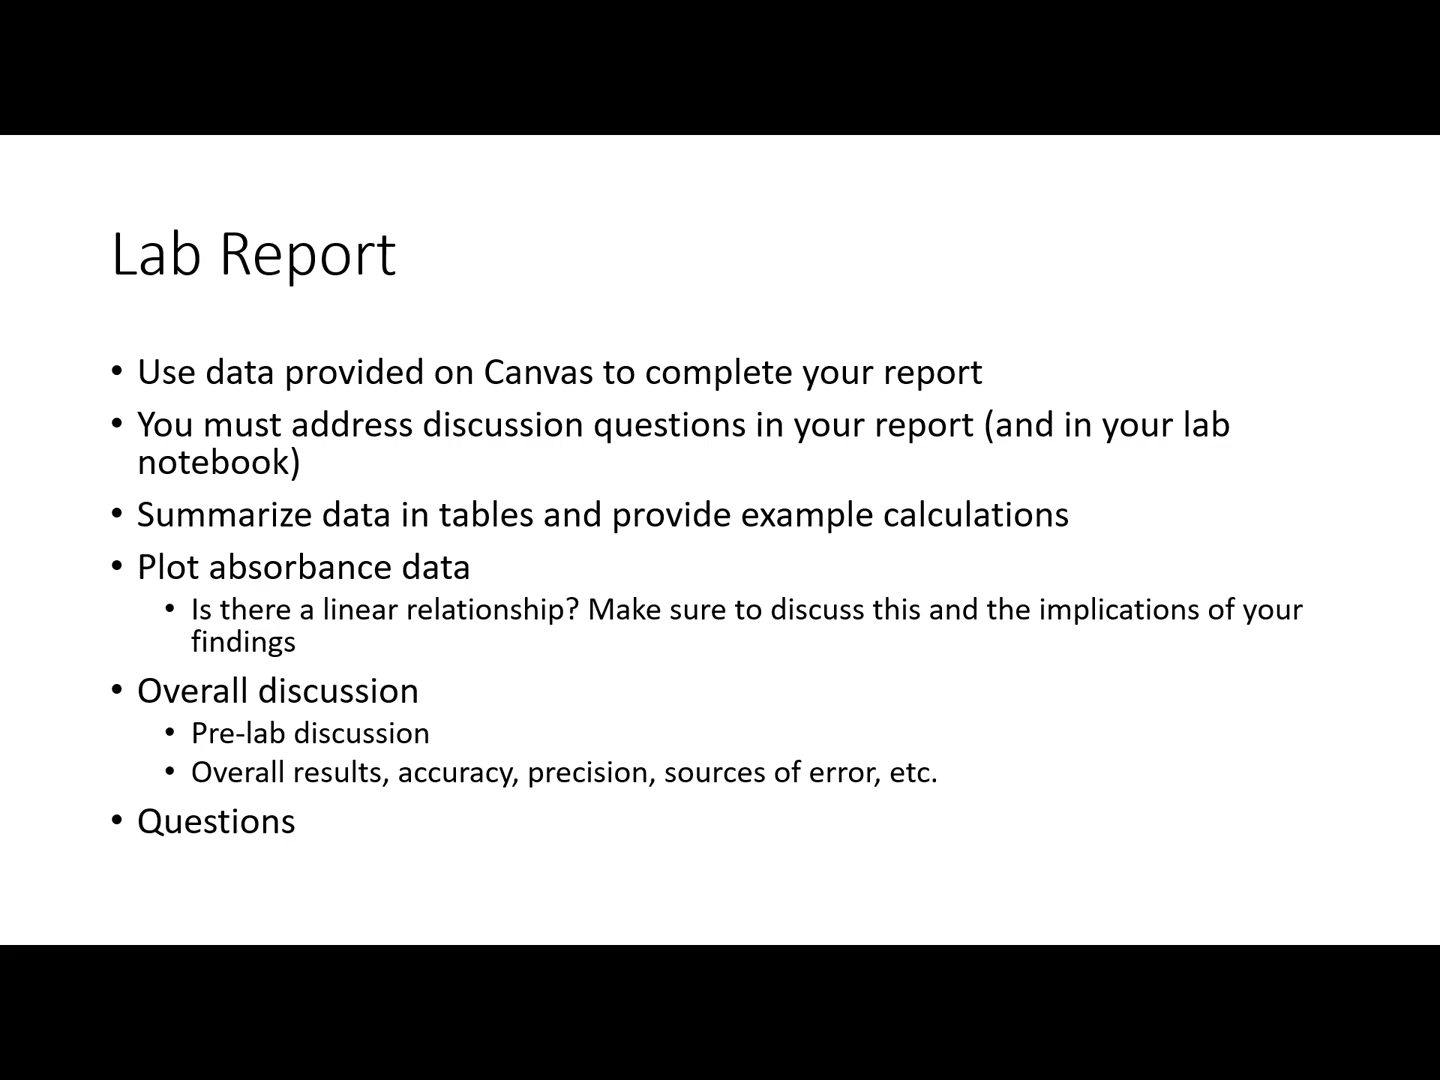 Lab Report
• Use data provided on Canvas to complete your report
• You must address discussion questions in your report (and in your lab
notebook)
• Summarize data in tables and provide example calculations
• Plot absorbance data
• Is there a linear relationship? Make sure to discuss this and the implications of your
findings
• Overall discussion
• Pre-lab discussion
• Overall results, accuracy, precision, sources of error, etc.
• Questions